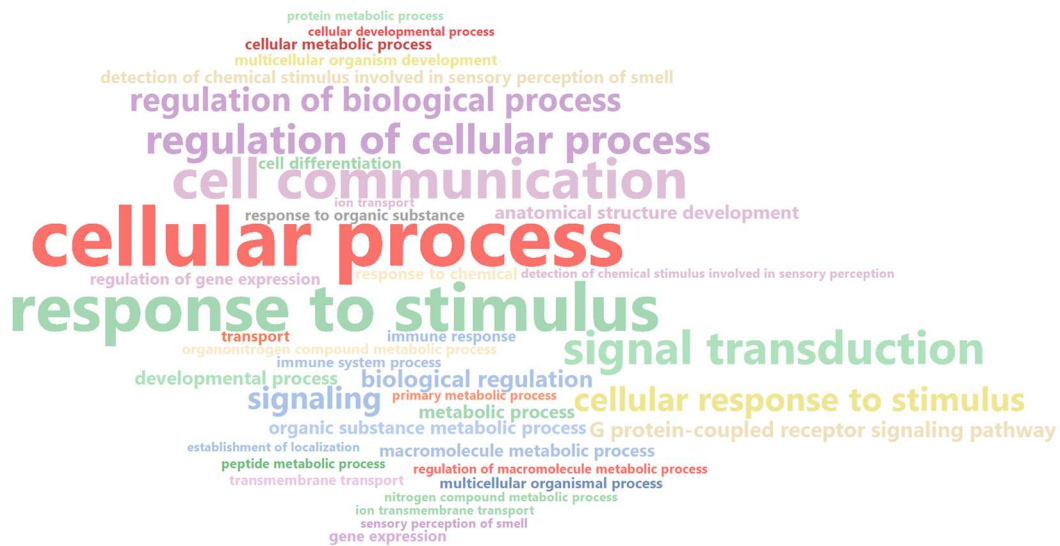 protein metabolic process
cellular developmental process
cellular metabolic process
multicellular organism development
detection of chemical stimulus involved in sensory perception of smell
regulation of biological process
regulation of cellular process
cell differentiation
cell communication
ion transport
response to organic substance
anatomical structure development
cellular process
regulation of gene expression
response to chemical
detection of chemical stimulus involved in sensory perception
response to stimulus
transport
immune response
organonitrogen compound metabolic process
signal transduction
immune system process
developmental process
biological regulation
signaling
primary metabolic process
cellular response to stimulus
metabolic process
organic substance metabolic process
G protein-coupled receptor signaling pathway
establishment of localization
macromolecule metabolic process
peptide metabolic process
regulation of macromolecule metabolic process
transmembrane transport
multicellular organismal process
nitrogen compound metabolic process
ion transmembrane transport
sensory perception of smell
gene expression